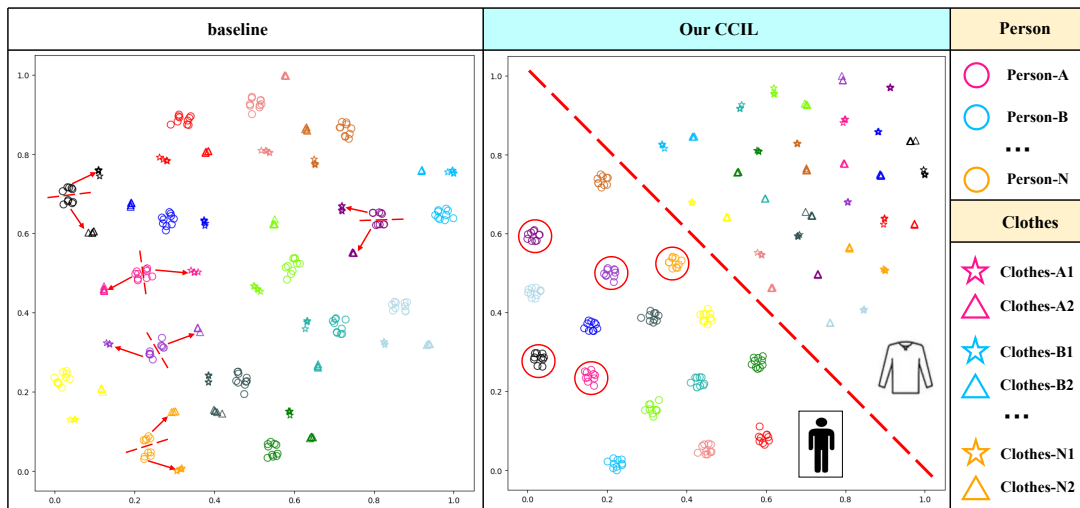 baseline
Our CCIL
Person
Person-A
Person-B
...
Person-N
Clothes
Clothes-A1
Clothes-A2
Clothes-B1
Clothes-B2
...
Clothes-N1
Clothes-N2
1.0
0.8
0.6
0.4
0.2
0.0
0.0 0.2 0.4 0.6 0.8 1.0
1.0
0.8
0.6
0.4
0.2
0.0
0.0 0.2 0.4 0.6 0.8 1.0